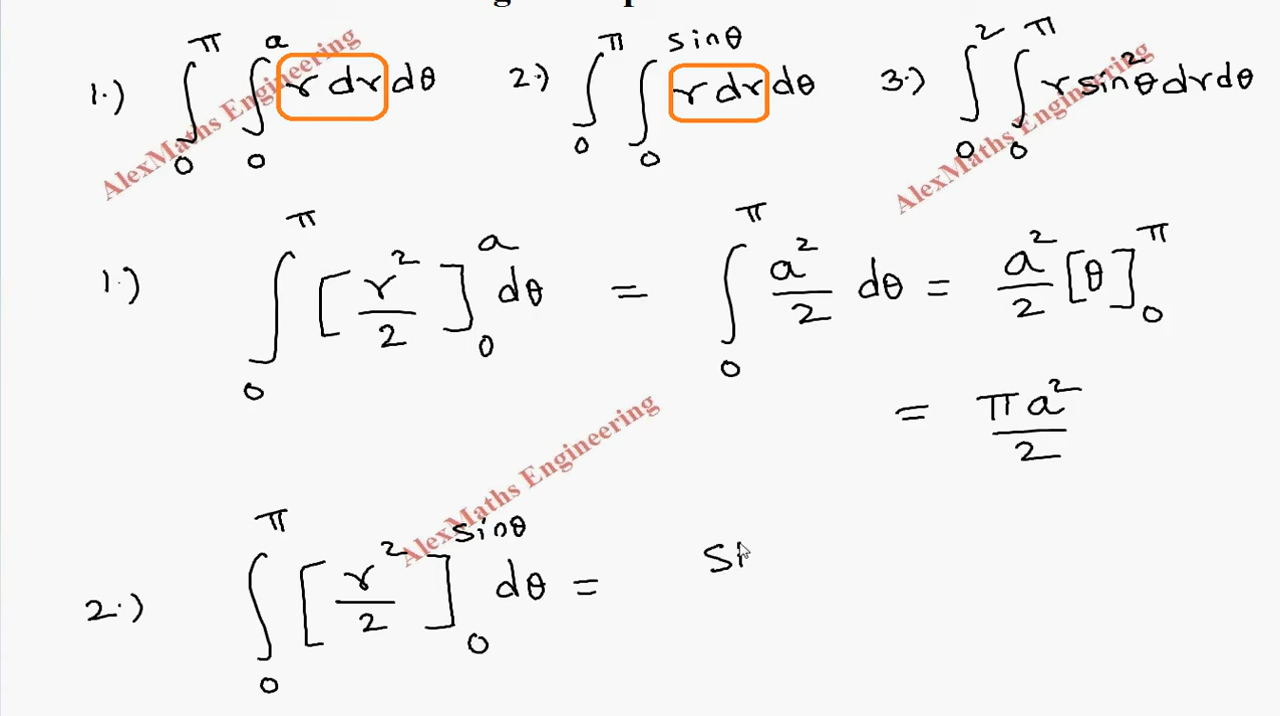 1.) ∫₀^π ∫₀^a r dr dθ 2.) ∫₀^π ∫₀^sinθ r dr dθ 3.) ∫₀² ∫₀^π r sin²θ dr dθ
AlexMaths Engineering
AlexMaths Engineering
1.) ∫₀^π [r²/2]₀^a dθ = ∫₀^π a²/2 dθ = a²/2 [θ]₀^π
= πa²/2
AlexMaths Engineering
2.) ∫₀^π [r²/2]₀^sinθ dθ =